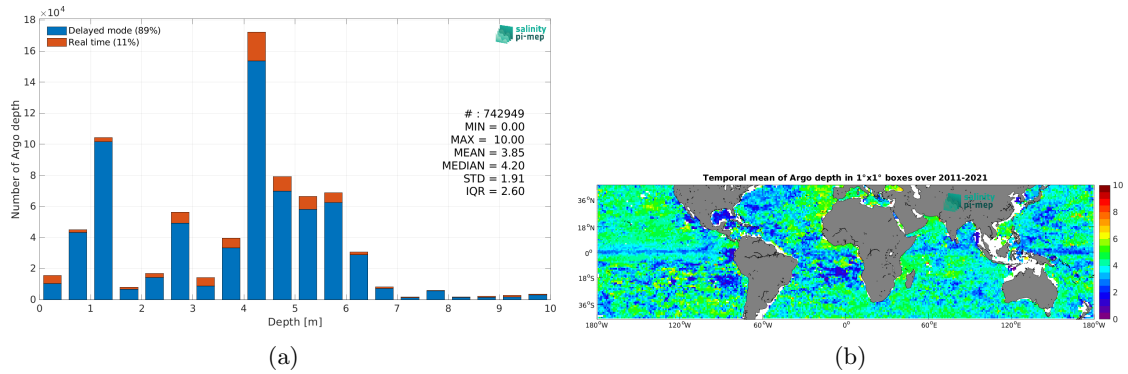 ×10⁴
18
16
14
12
10
8
6
4
2
0
Number of Argo depth
Delayed mode (89%)
Real time (11%)
salinity
pi-mep
# : 742949
MIN = 0.00
MAX = 10.00
MEAN = 3.85
MEDIAN = 4.20
STD = 1.91
IQR = 2.60
0 1 2 3 4 5 6 7 8 9 10
Depth [m]
(a)
Temporal mean of Argo depth in 1°x1° boxes over 2011-2021
salinity
pi-mep
36°N
18°N
0°
18°S
36°S
180°W 120°W 60°W 0° 60°E 120°E 180°W
10
8
6
4
2
0
(b)